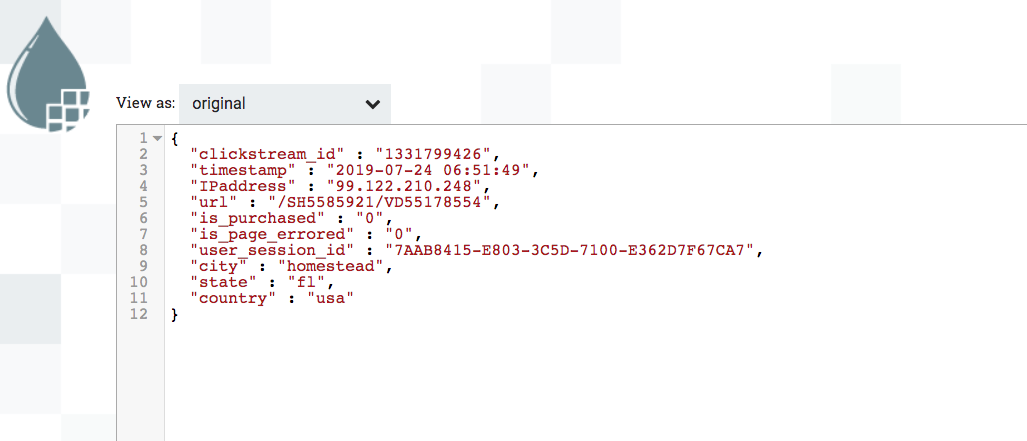 View as: original
1 {
2 "clickstream_id" : "1331799426",
3 "timestamp" : "2019-07-24 06:51:49",
4 "IPaddress" : "99.122.210.248",
5 "url" : "/SH5585921/VD55178554",
6 "is_purchased" : "0",
7 "is_page_errored" : "0",
8 "user_session_id" : "7AAB8415-E803-3C5D-7100-E362D7F67CA7",
9 "city" : "homestead",
10 "state" : "fl",
11 "country" : "usa"
12 }